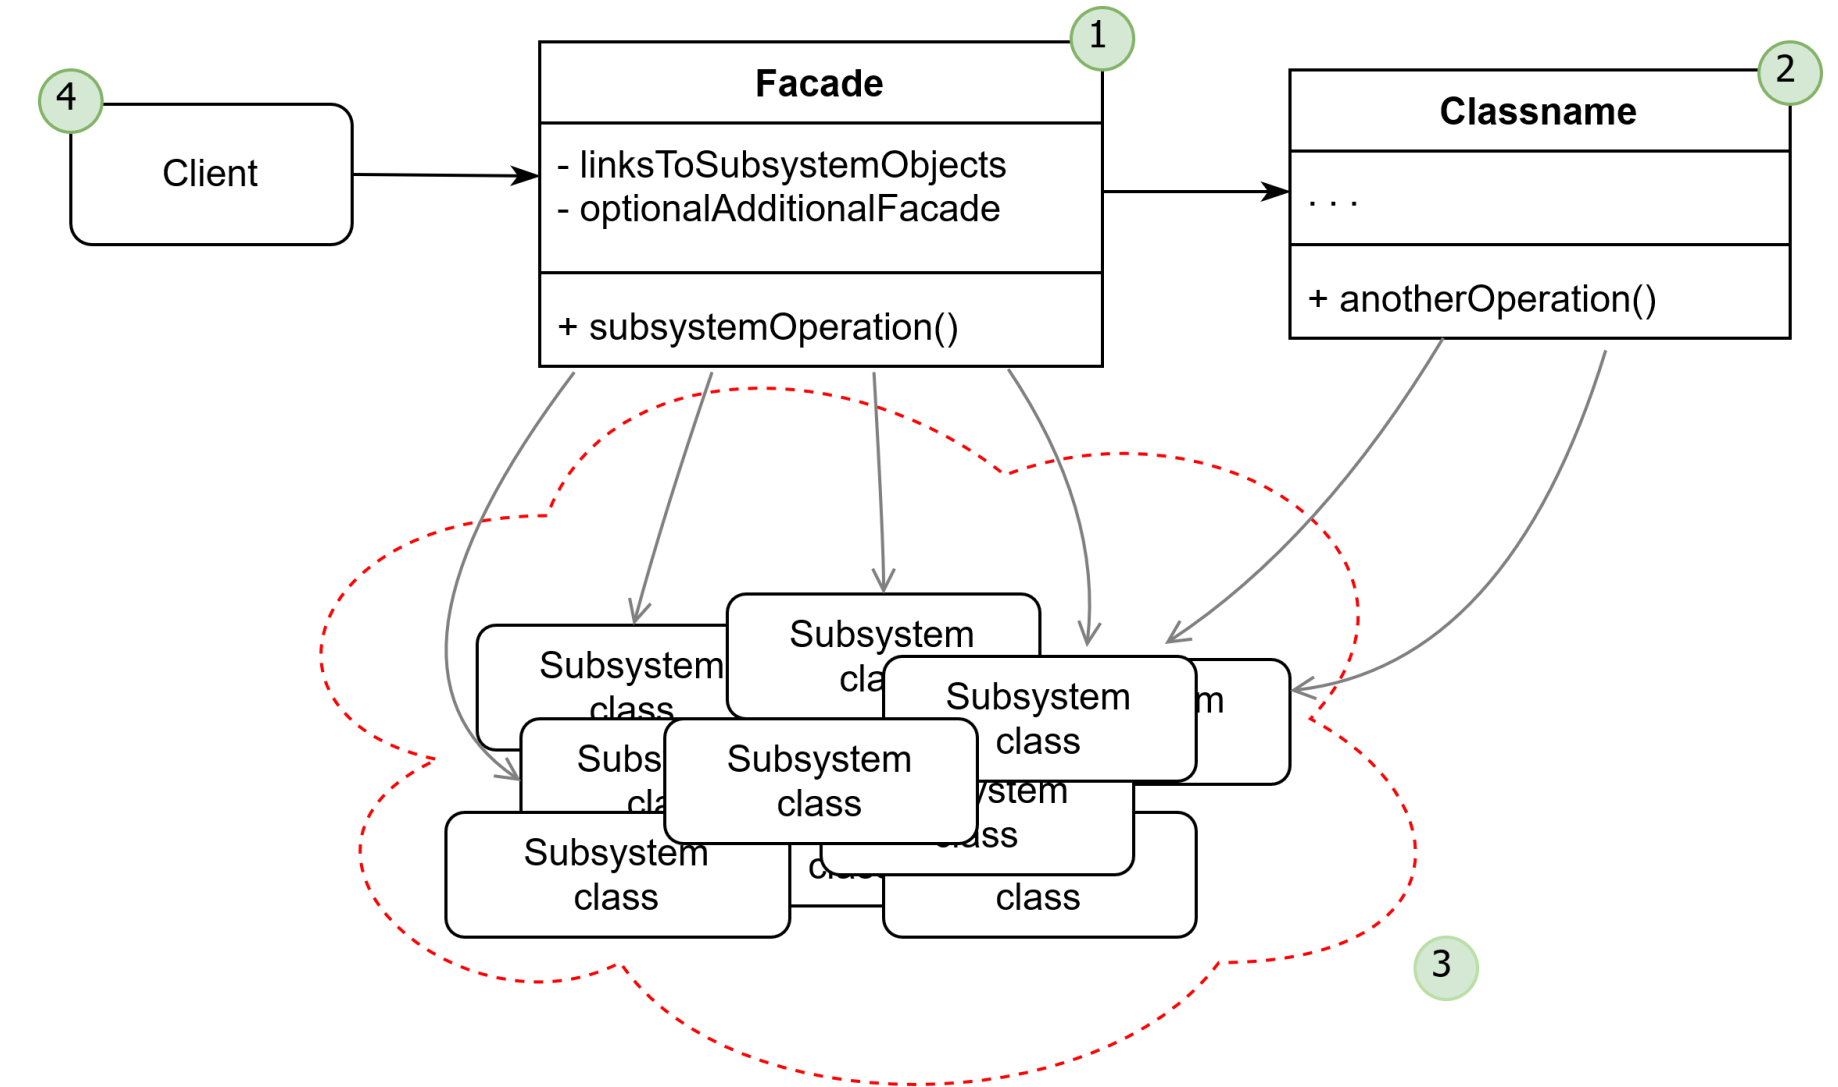 1
Facade
- linksToSubsystemObjects
- optionalAdditionalFacade
+ subsystemOperation()
2
Classname
. . .
+ anotherOperation()
4
Client
Subsystem
class
Subsystem
Subsystem
class
Subsystem
class
Subsystem
class
class
3